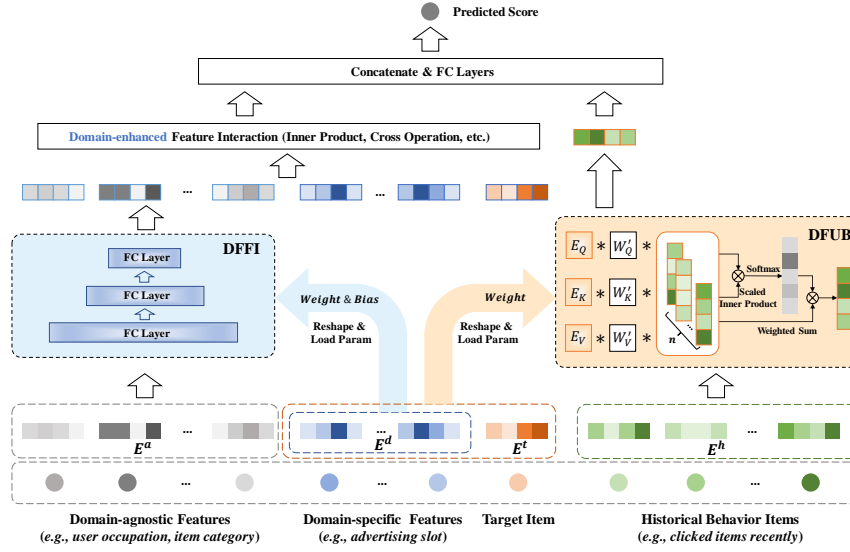 Predicted Score
Concatenate & FC Layers
Domain-enhanced Feature Interaction (Inner Product, Cross Operation, etc.)
... ...
DFFI
FC Layer
FC Layer
FC Layer
Weight & Bias
Reshape &
Load Param
Weight
Reshape &
Load Param
DFUB
E_Q * W'_Q *
E_K * W'_K *
E_V * W'_V *
n
...
Softmax
Scaled
Inner Product
Weighted Sum
... ... ...
E^a E^d E^t E^h
... ... ...
Domain-agnostic Features
(e.g., user occupation, item category)
Domain-specific Features
(e.g., advertising slot)
Target Item
Historical Behavior Items
(e.g., clicked items recently)